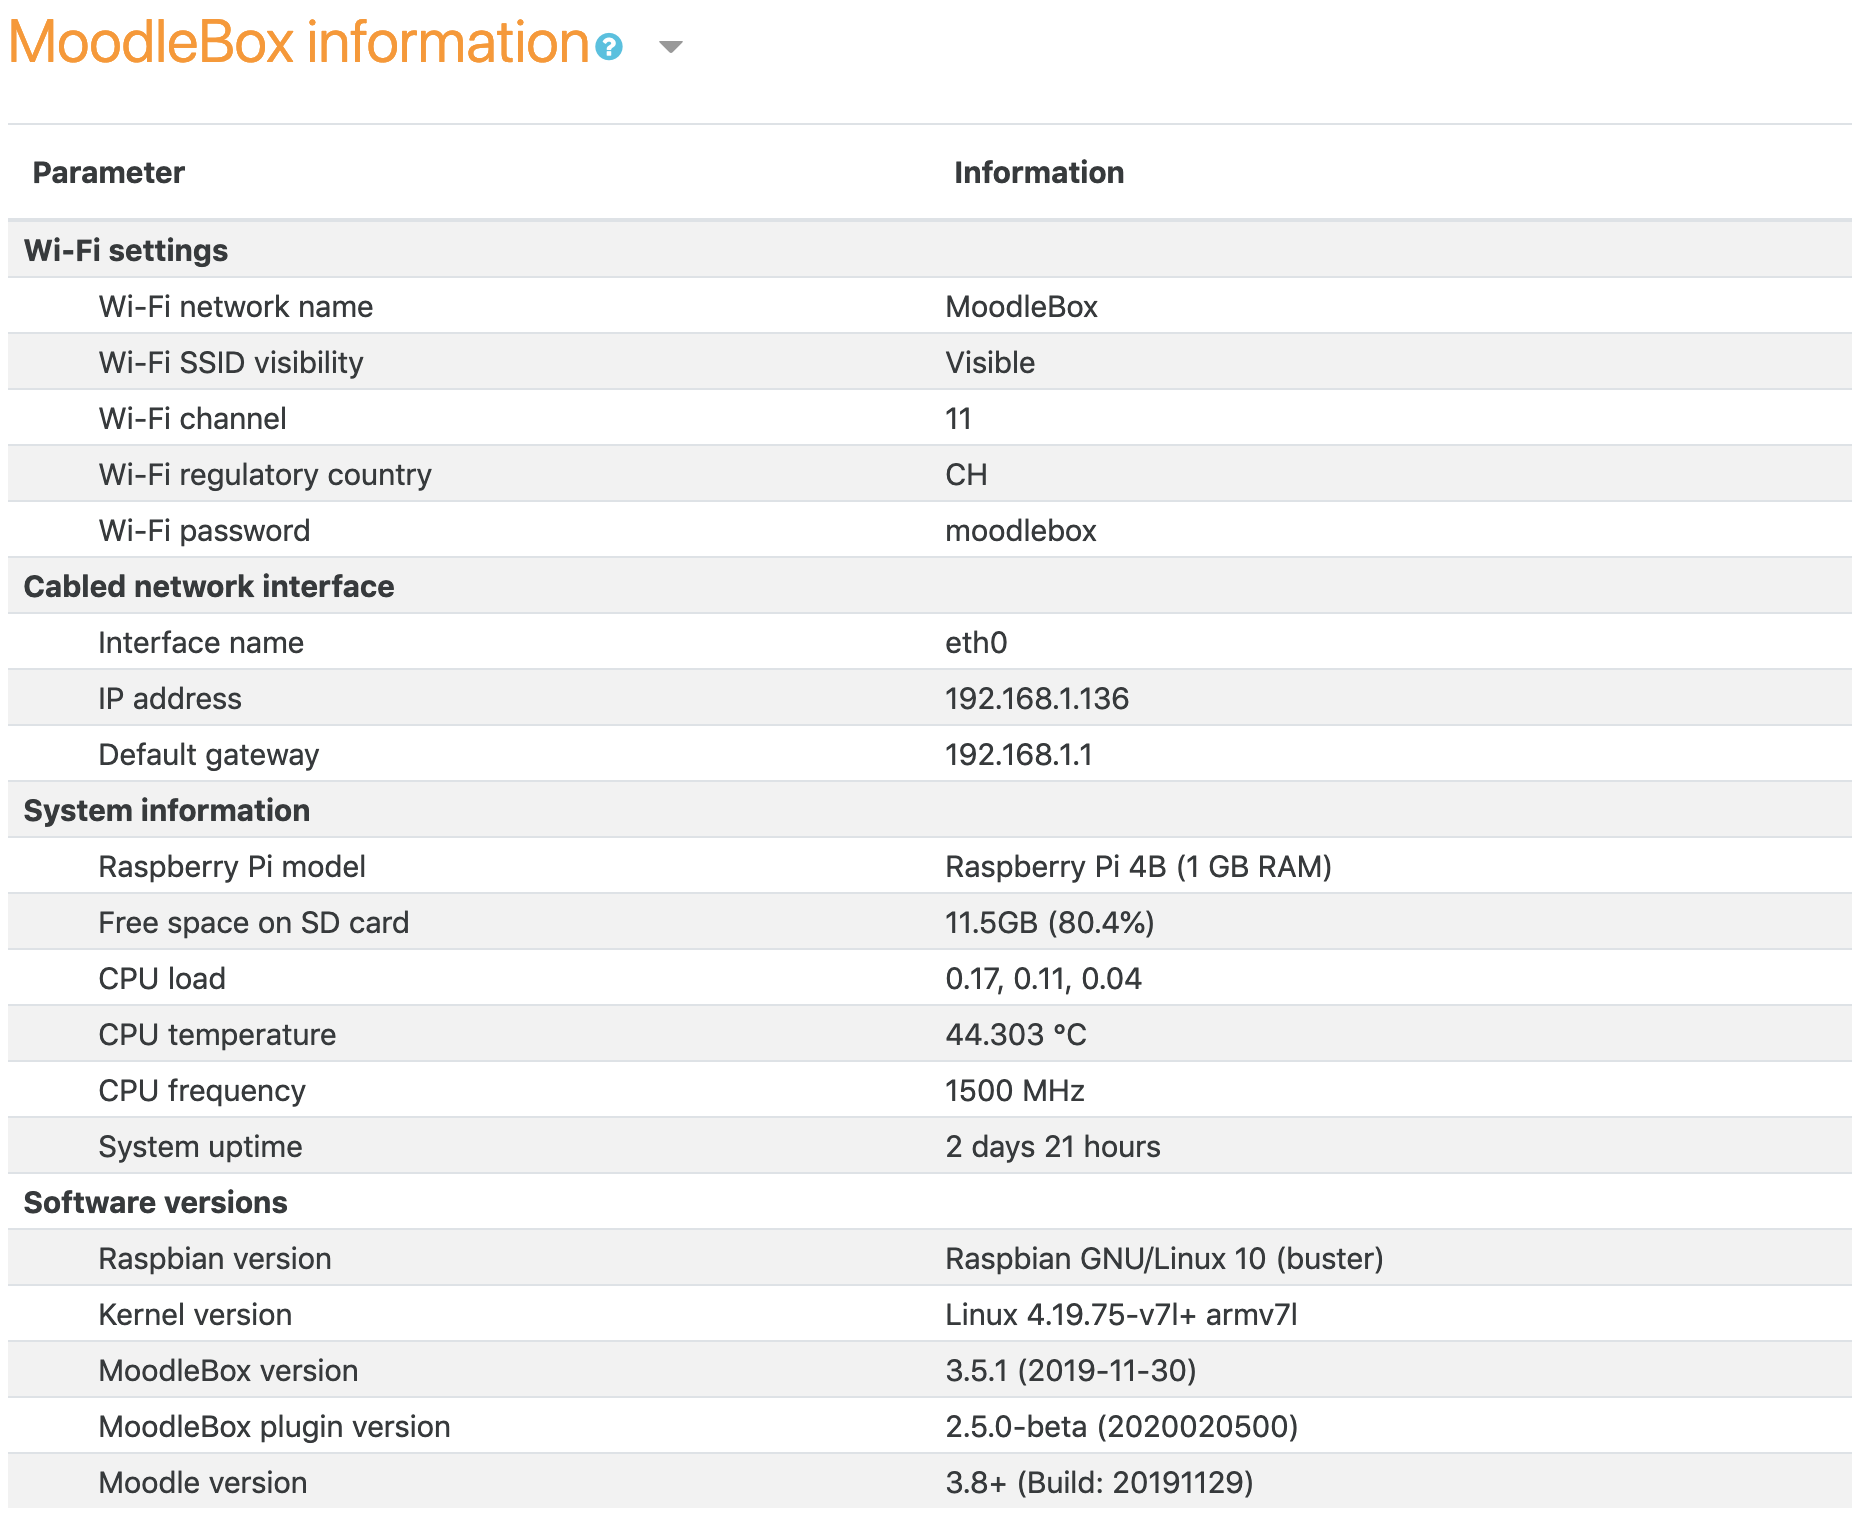 MoodleBox information
Parameter Information
Wi-Fi settings
Wi-Fi network name MoodleBox
Wi-Fi SSID visibility Visible
Wi-Fi channel 11
Wi-Fi regulatory country CH
Wi-Fi password moodlebox
Cabled network interface
Interface name eth0
IP address 192.168.1.136
Default gateway 192.168.1.1
System information
Raspberry Pi model Raspberry Pi 4B (1 GB RAM)
Free space on SD card 11.5GB (80.4%)
CPU load 0.17, 0.11, 0.04
CPU temperature 44.303 °C
CPU frequency 1500 MHz
System uptime 2 days 21 hours
Software versions
Raspbian version Raspbian GNU/Linux 10 (buster)
Kernel version Linux 4.19.75-v7l+ armv7l
MoodleBox version 3.5.1 (2019-11-30)
MoodleBox plugin version 2.5.0-beta (2020020500)
Moodle version 3.8+ (Build: 20191129)